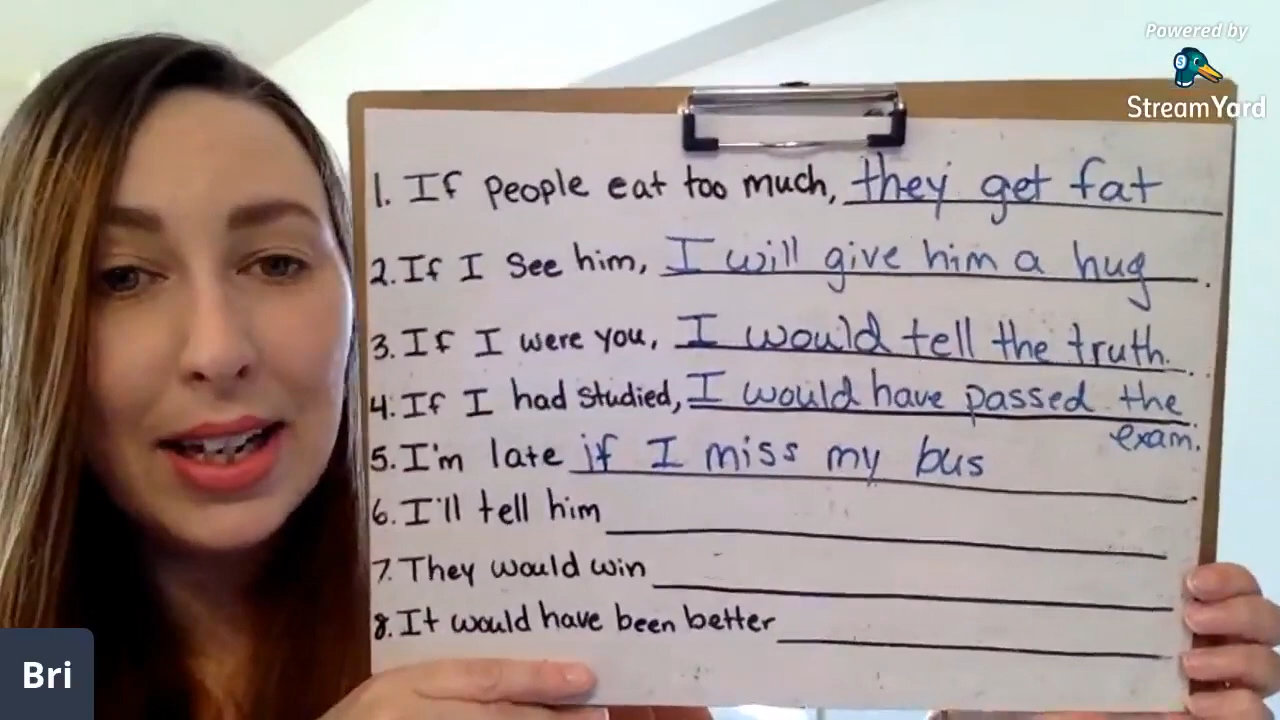 Powered by
StreamYard
1. If people eat too much, they get fat
2. If I see him, I will give him a hug.
3. If I were you, I would tell the truth.
4. If I had studied, I would have passed the
exam.
5. I'm late if I miss my bus.
6. I'll tell him
7. They would win
8. It would have been better
Bri